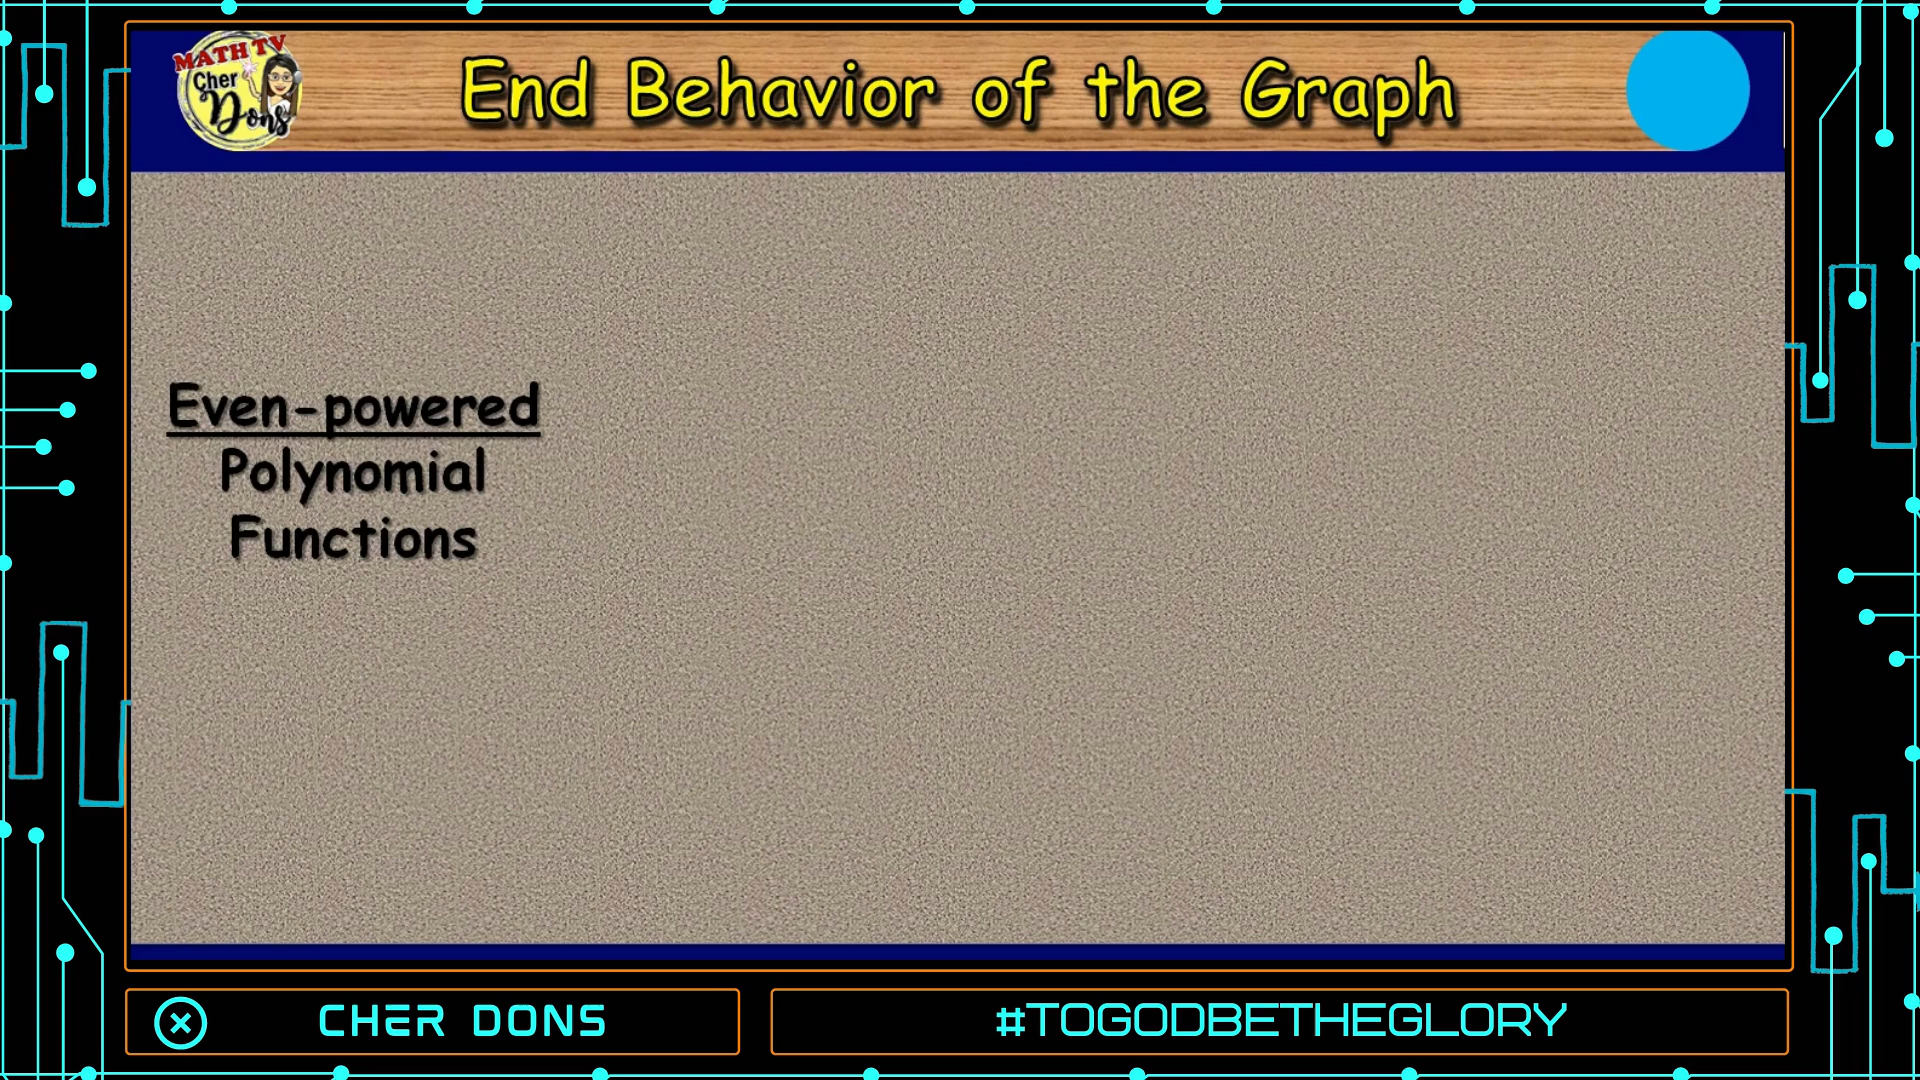 MATH TV
Cher
Dons
End Behavior of the Graph
Even-powered
Polynomial
Functions
CHER DONS
#TOGODBETHEGLORY